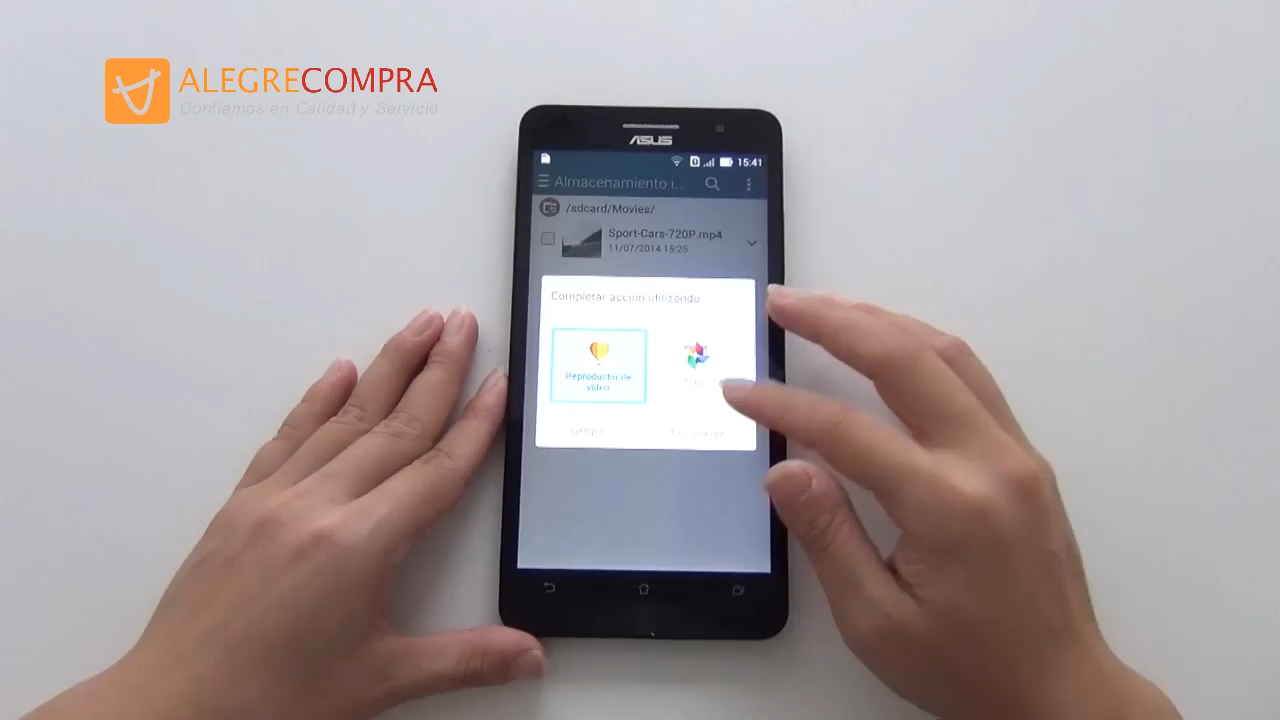 ALEGRECOMPRA
Confiamos en Calidad y Servicio
ASUS
15:41
Almacenamiento i...
/sdcard/Movies/
Sport-Cars-720P.mp4
11/07/2014 15:25
Completar acción utilizando
Reproductor de
vídeo